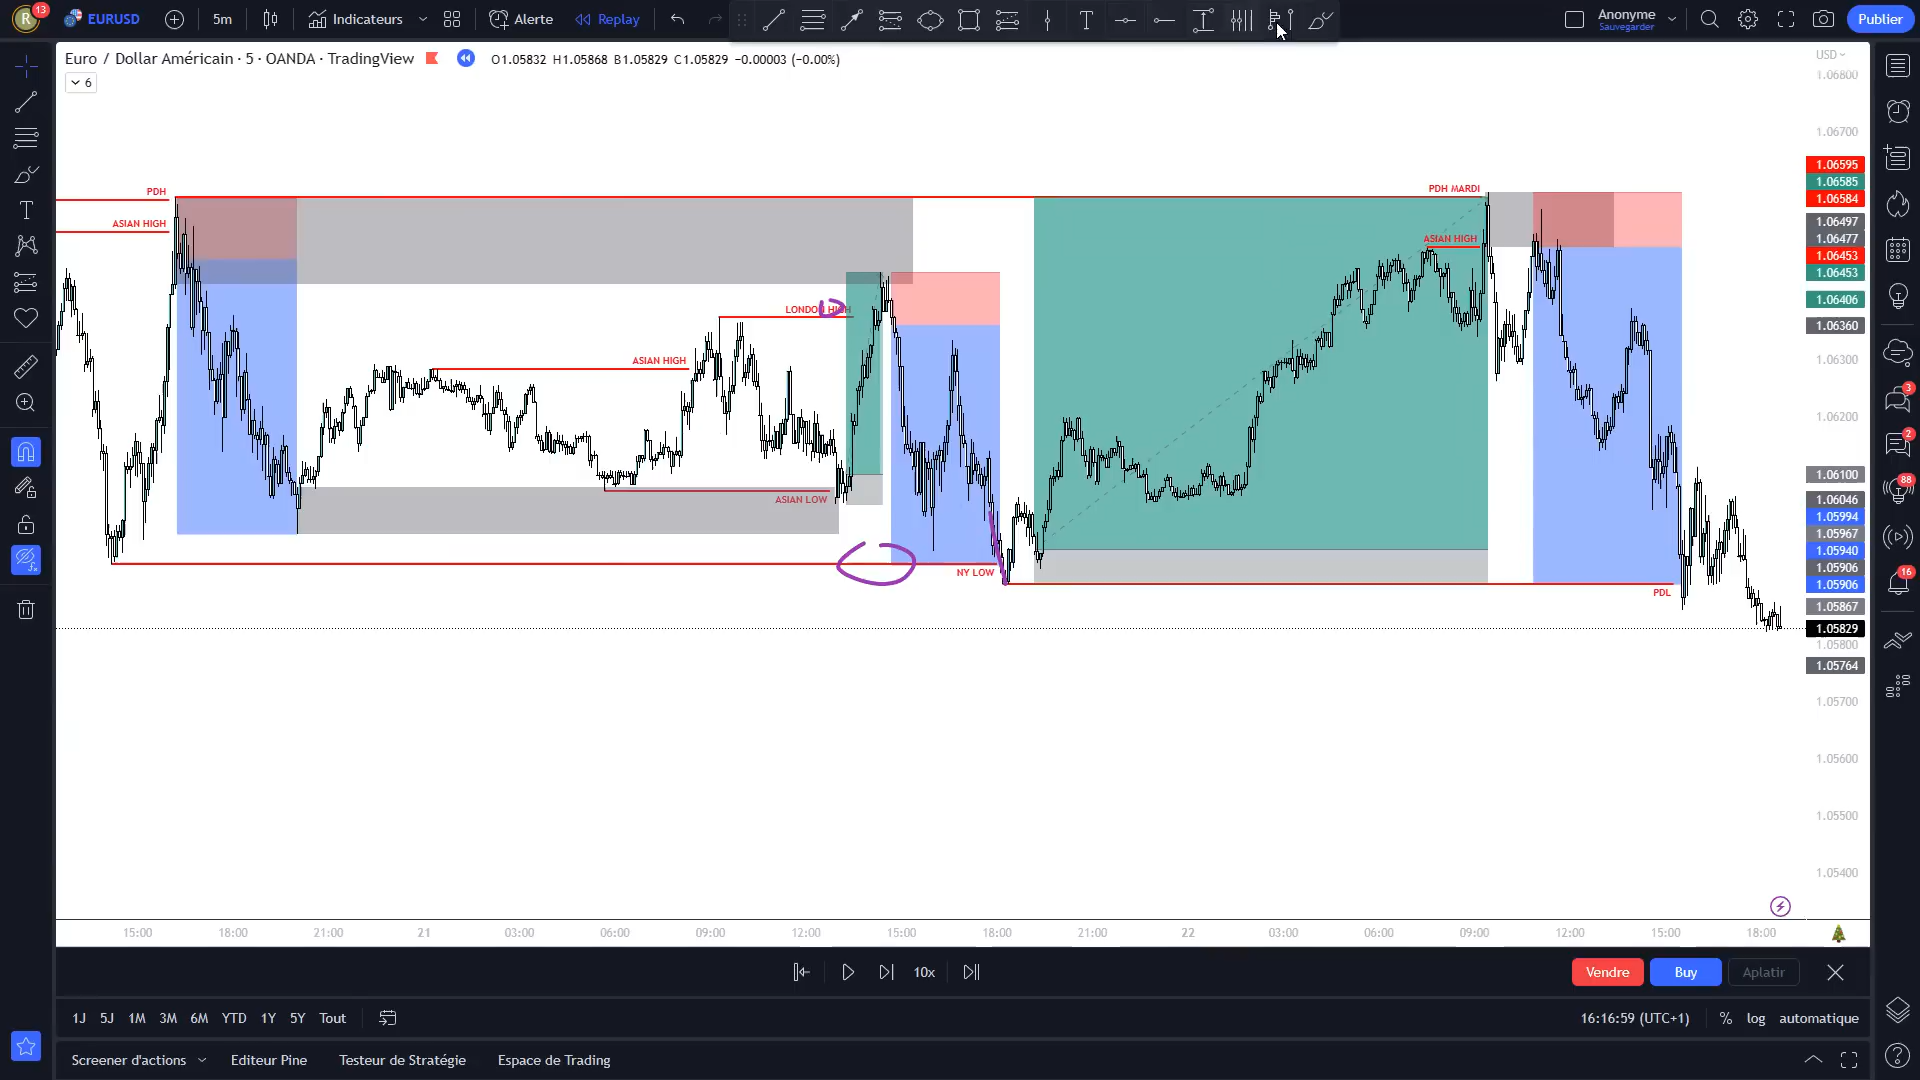 R 13 EURUSD 5m Indicateurs Alerte Replay Anonyme Sauvegarder Publier
Euro / Dollar Américain · 5 · OANDA · TradingView O1.05832 H1.05868 B1.05829 C1.05829 −0.00003 (−0.00%)
6
USD
1.06800
1.06700
1.06595
1.06585
1.06584
1.06497
1.06477
1.06453
1.06453
1.06406
1.06360
1.06300
1.06200
1.06100
1.06046
1.05994
1.05967
1.05940
1.05906
1.05906
1.05867
1.05829
1.05800
1.05764
1.05700
1.05600
1.05500
1.05400
PDH
ASIAN HIGH
PDH MARDI
ASIAN HIGH
LONDON HIGH
ASIAN HIGH
ASIAN LOW
NY LOW
PDL
3
2
88
16
15:00 18:00 21:00 21 03:00 06:00 09:00 12:00 15:00 18:00 21:00 22 03:00 06:00 09:00 12:00 15:00 18:00
10x Vendre Buy Aplatir
1J 5J 1M 3M 6M YTD 1Y 5Y Tout 16:16:59 (UTC+1) % log automatique
Screener d'actions Editeur Pine Testeur de Stratégie Espace de Trading